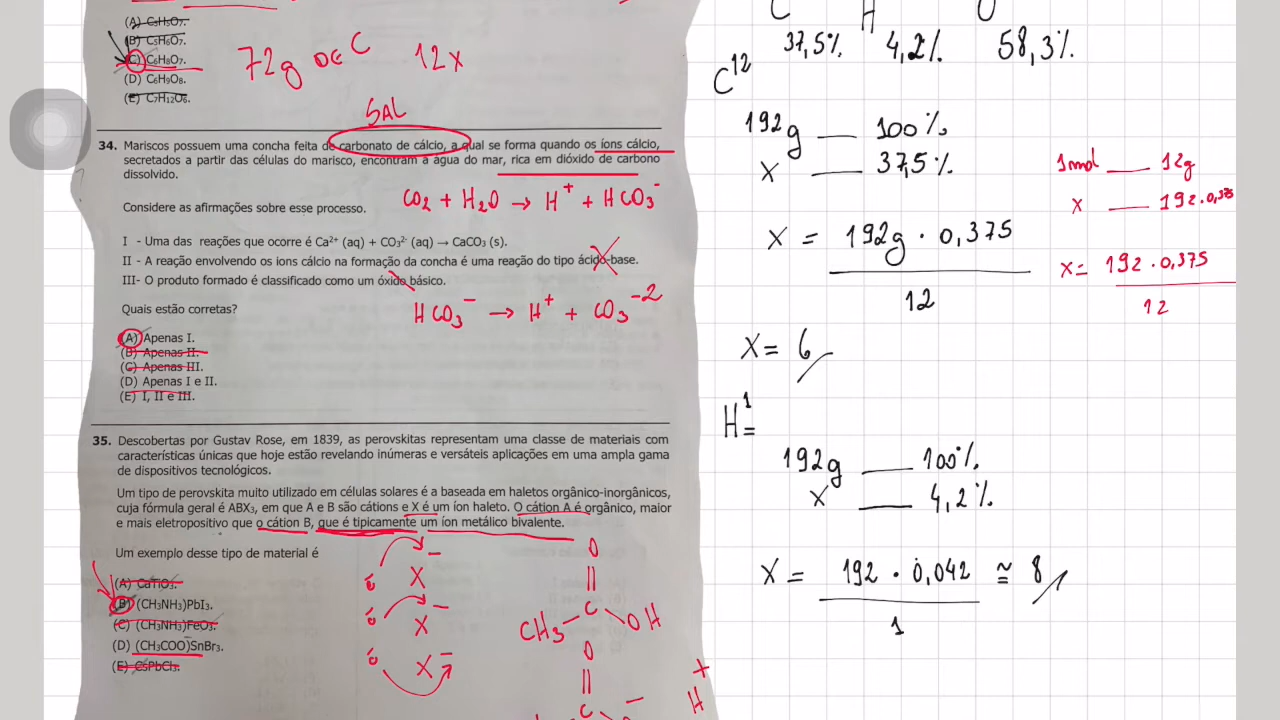 (A) C₅H₅O₇.
(B) C₅H₆O₇.
(C) C₆H₈O₇.
(D) C₆H₉O₈.
(E) C₇H₁₂O₆.
72g DE C 12x
SAL
34. Mariscos possuem uma concha feita de carbonato de cálcio, a qual se forma quando os íons cálcio,
secretados a partir das células do marisco, encontram a água do mar, rica em dióxido de carbono
dissolvido.
CO₂ + H₂O → H⁺ + HCO₃⁻
Considere as afirmações sobre esse processo.
I - Uma das reações que ocorre é Ca²⁺ (aq) + CO₃²⁻ (aq) → CaCO₃ (s).
II - A reação envolvendo os íons cálcio na formação da concha é uma reação do tipo ácido-base.
III- O produto formado é classificado como um óxido básico.
Quais estão corretas?
HCO₃⁻ → H⁺ + CO₃⁻²
(A) Apenas I.
(B) Apenas II.
(C) Apenas III.
(D) Apenas I e II.
(E) I, II e III.
35. Descobertas por Gustav Rose, em 1839, as perovskitas representam uma classe de materiais com
características únicas que hoje estão revelando inúmeras e versáteis aplicações em uma ampla gama
de dispositivos tecnológicos.
Um tipo de perovskita muito utilizado em células solares é a baseada em haletos orgânico-inorgânicos,
cuja fórmula geral é ABX₃, em que A e B são cátions e X é um íon haleto. O cátion A é orgânico, maior
e mais eletropositivo que o cátion B, que é tipicamente um íon metálico bivalente.
Um exemplo desse tipo de material é
(A) CaTiO₃.
(B) (CH₃NH₃)PbI₃.
(C) (CH₃NH₃)FeO₃.
(D) (CH₃COO)SnBr₃.
(E) CsPbCl₃.
X⁻
X⁻
X⁻
O
CH₃ C OH
O
C
H⁺
C H O
37,5% 4,2% 58,3%
C¹²
192g — 100%
x — 37,5%
x = 192g · 0,375
12
x = 6
1mol — 12g
x — 192·0,375
x = 192·0,375
12
H¹ =
192g — 100%
x — 4,2%
x = 192 · 0,042 ≅ 8
1